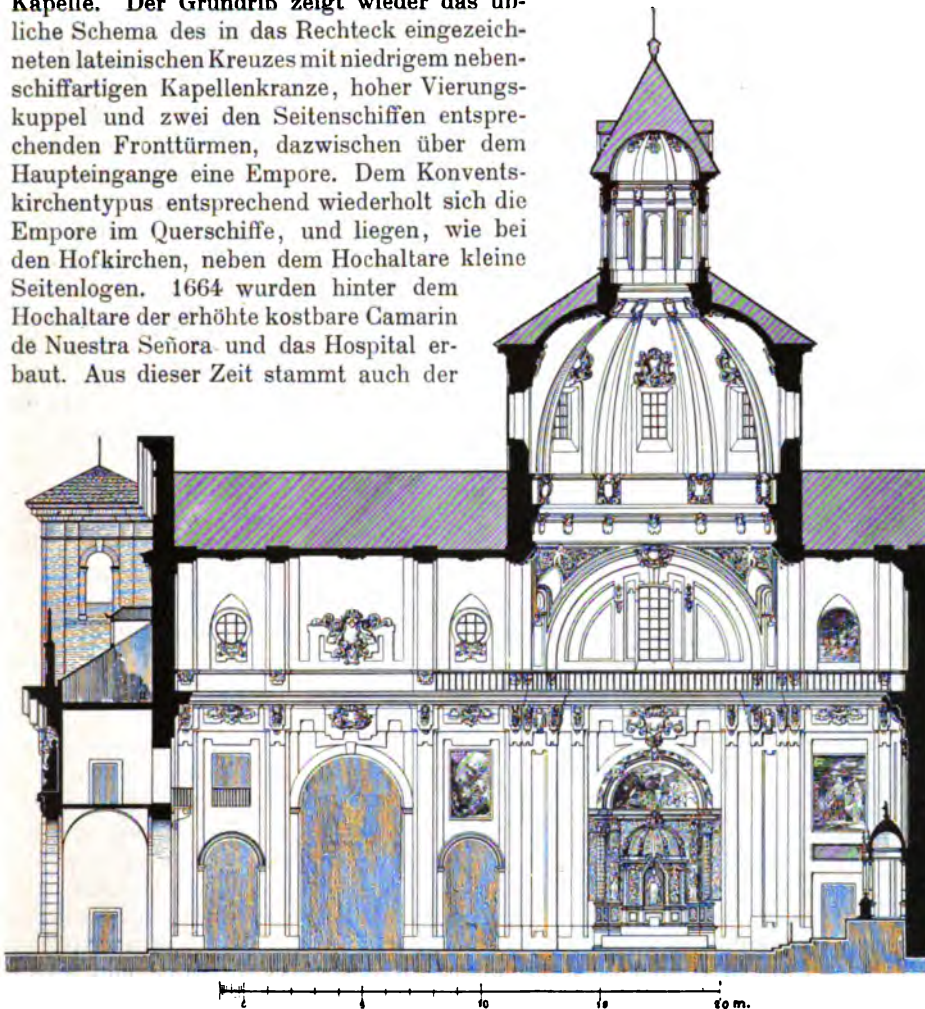 Kapelle. Der Grundriß zeigt wieder das üb-
liche Schema des in das Rechteck eingezeich-
neten lateinischen Kreuzes mit niedrigem neben-
schiffartigen Kapellenkranze, hoher Vierungs-
kuppel und zwei den Seitenschiffen entspre-
chenden Fronttürmen, dazwischen über dem
Haupteingange eine Empore. Dem Konvents-
kirchentypus entsprechend wiederholt sich die
Empore im Querschiffe, und liegen, wie bei
den Hofkirchen, neben dem Hochaltare kleine
Seitenlogen. 1664 wurden hinter dem
Hochaltare der erhöhte kostbare Camarin
de Nuestra Señora und das Hospital er-
baut. Aus dieser Zeit stammt auch der
10 20 m.